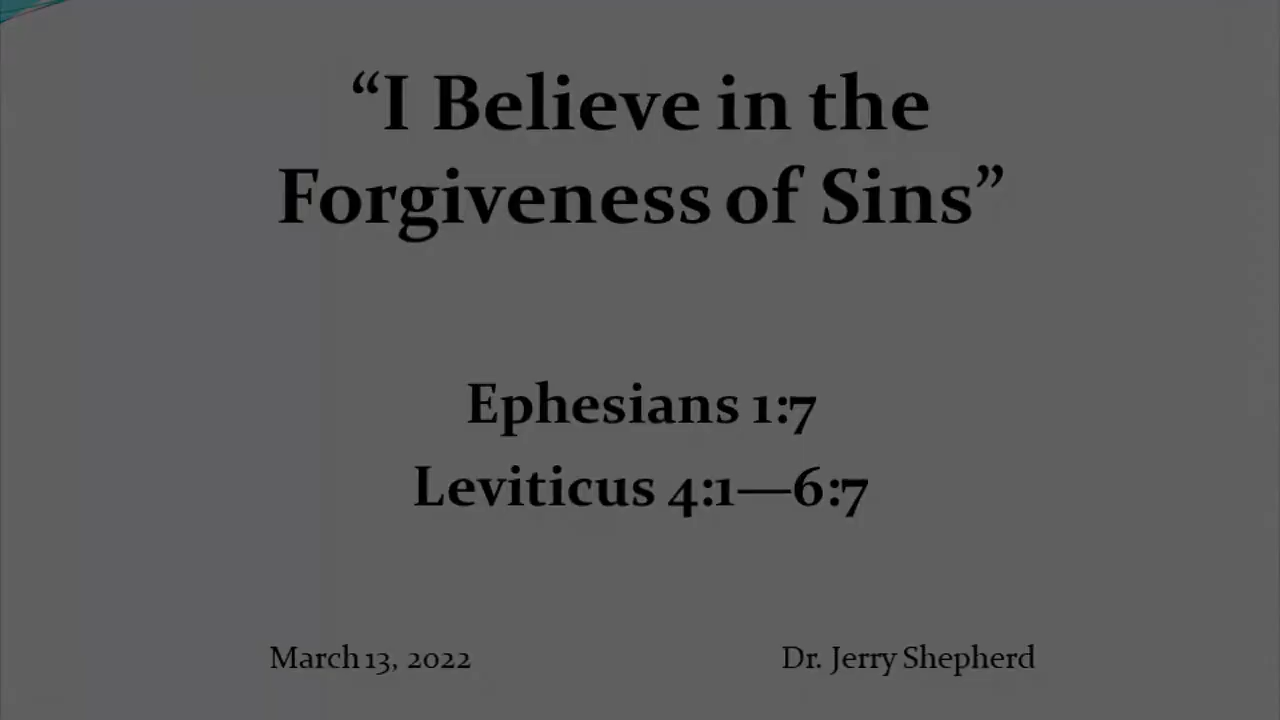 “I Believe in the
Forgiveness of Sins”
Ephesians 1:7
Leviticus 4:1—6:7
March 13, 2022
Dr. Jerry Shepherd